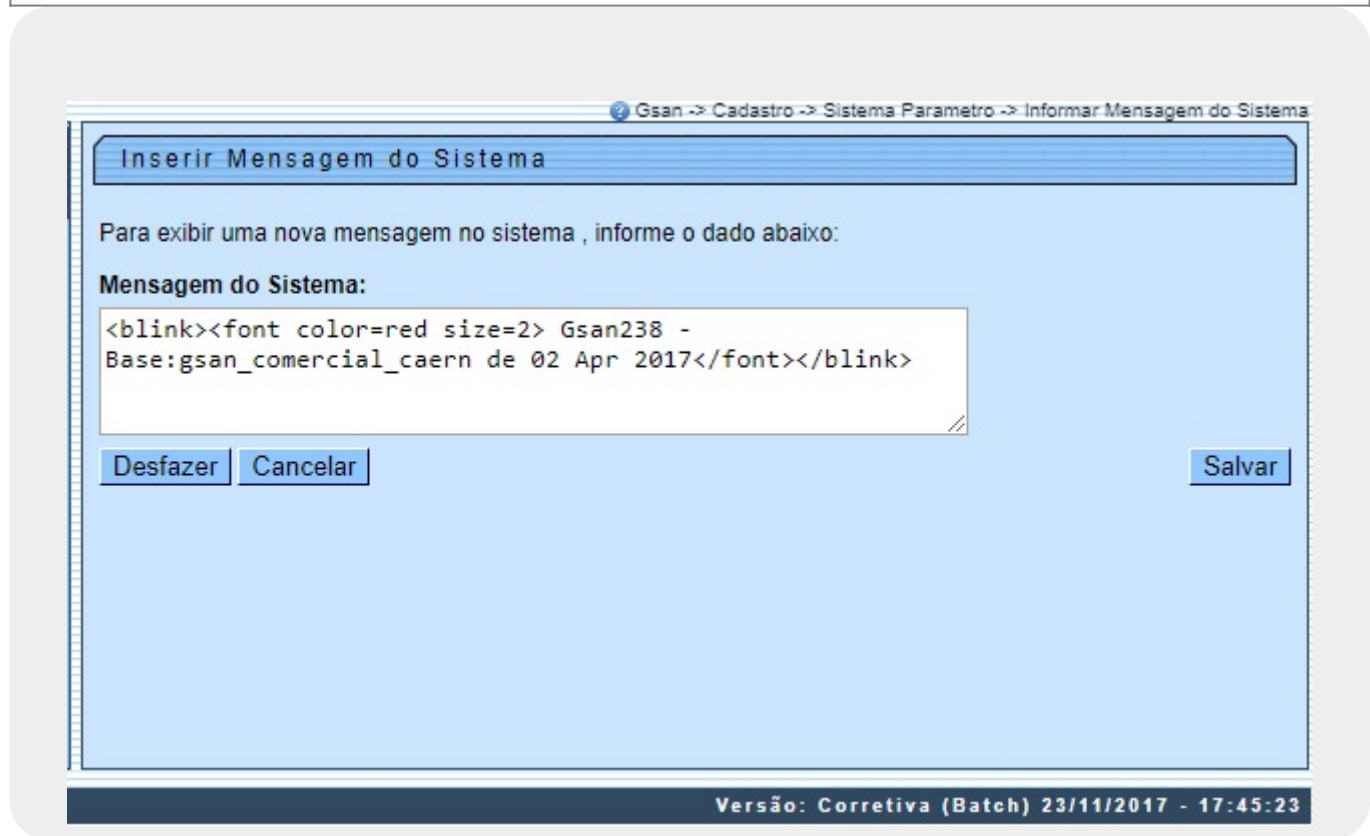 Gsan -> Cadastro -> Sistema Parametro -> Informar Mensagem do Sistema
Inserir Mensagem do Sistema
Para exibir uma nova mensagem no sistema , informe o dado abaixo:
Mensagem do Sistema:
<blink><font color=red size=2> Gsan238 -
Base:gsan_comercial_caern de 02 Apr 2017</font></blink>
Desfazer Cancelar Salvar
Versão: Corretiva (Batch) 23/11/2017 - 17:45:23